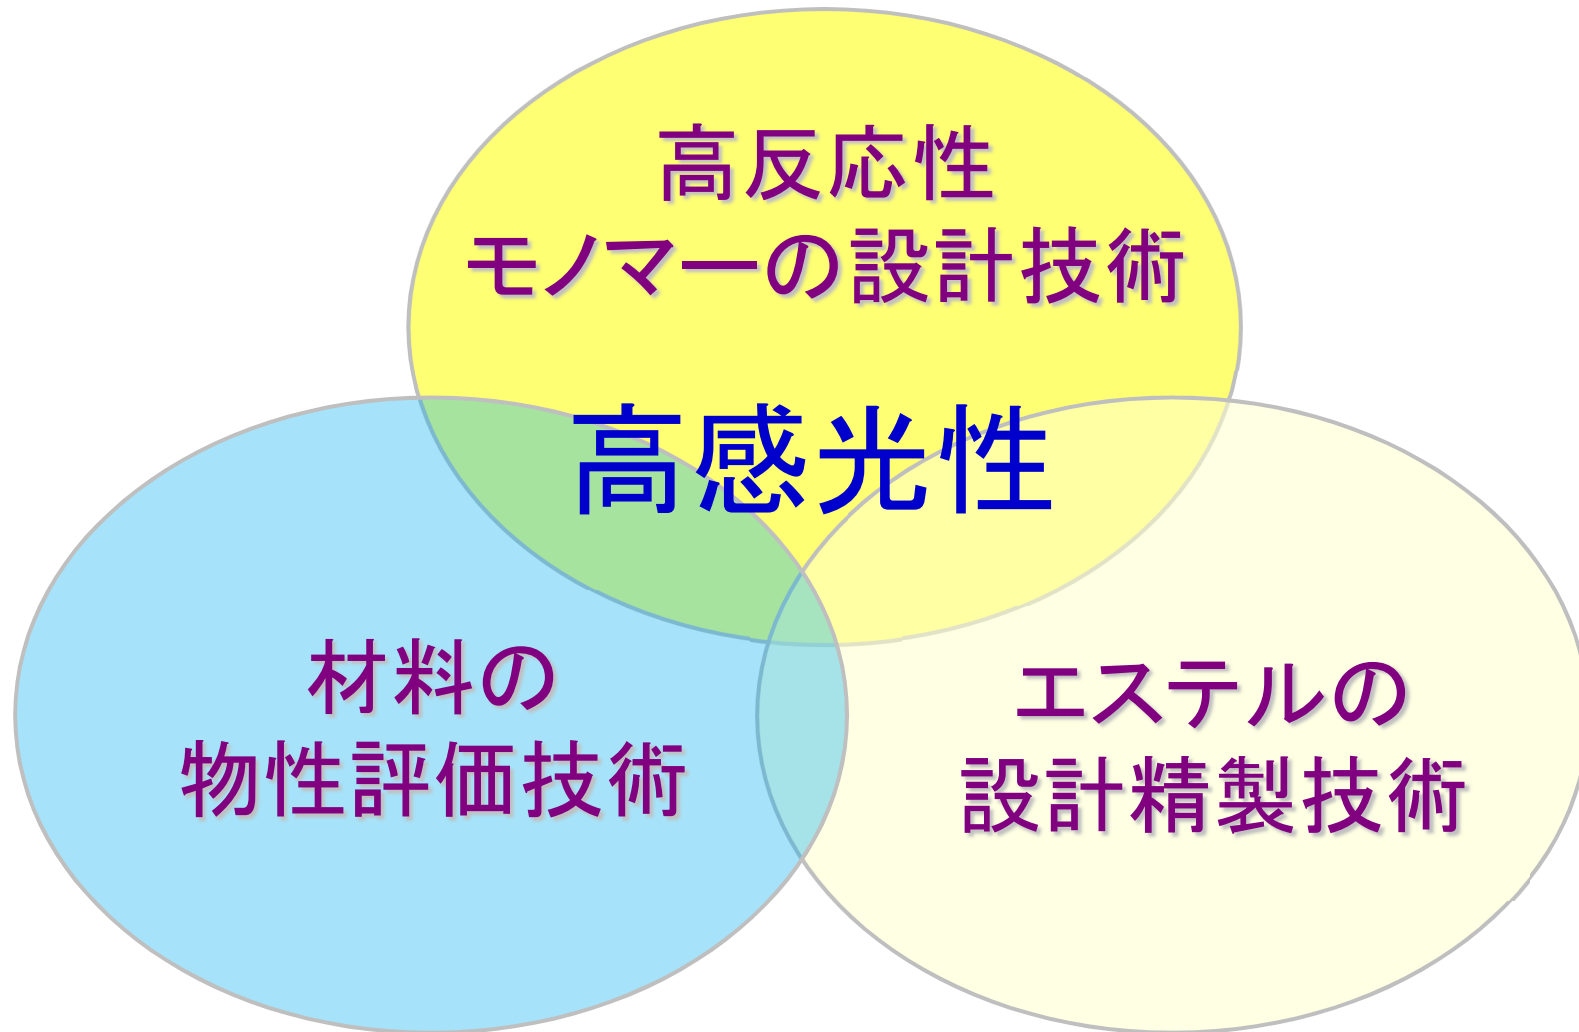 高反応性
モノマーの設計技術
高感光性
材料の
物性評価技術
エステルの
設計精製技術